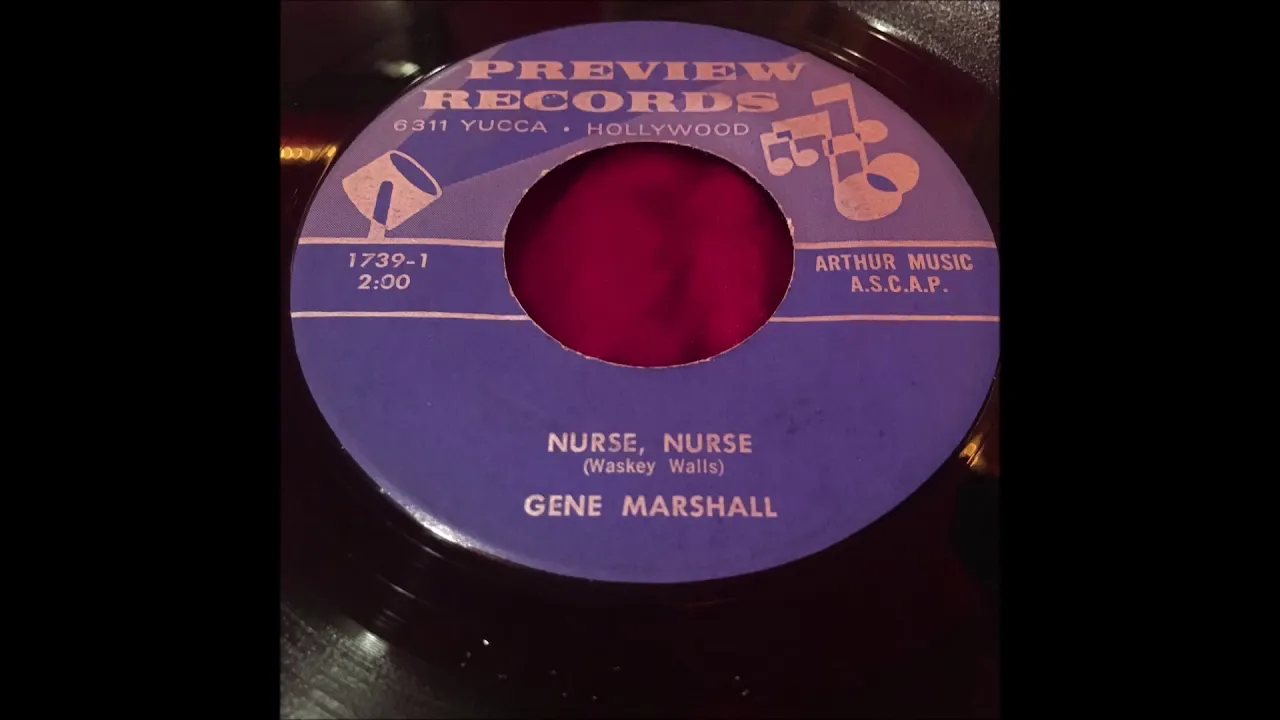 PREVIEW
RECORDS
6311 YUCCA • HOLLYWOOD
1739-1
2:00
ARTHUR MUSIC
A.S.C.A.P.
NURSE, NURSE
(Waskey Walls)
GENE MARSHALL